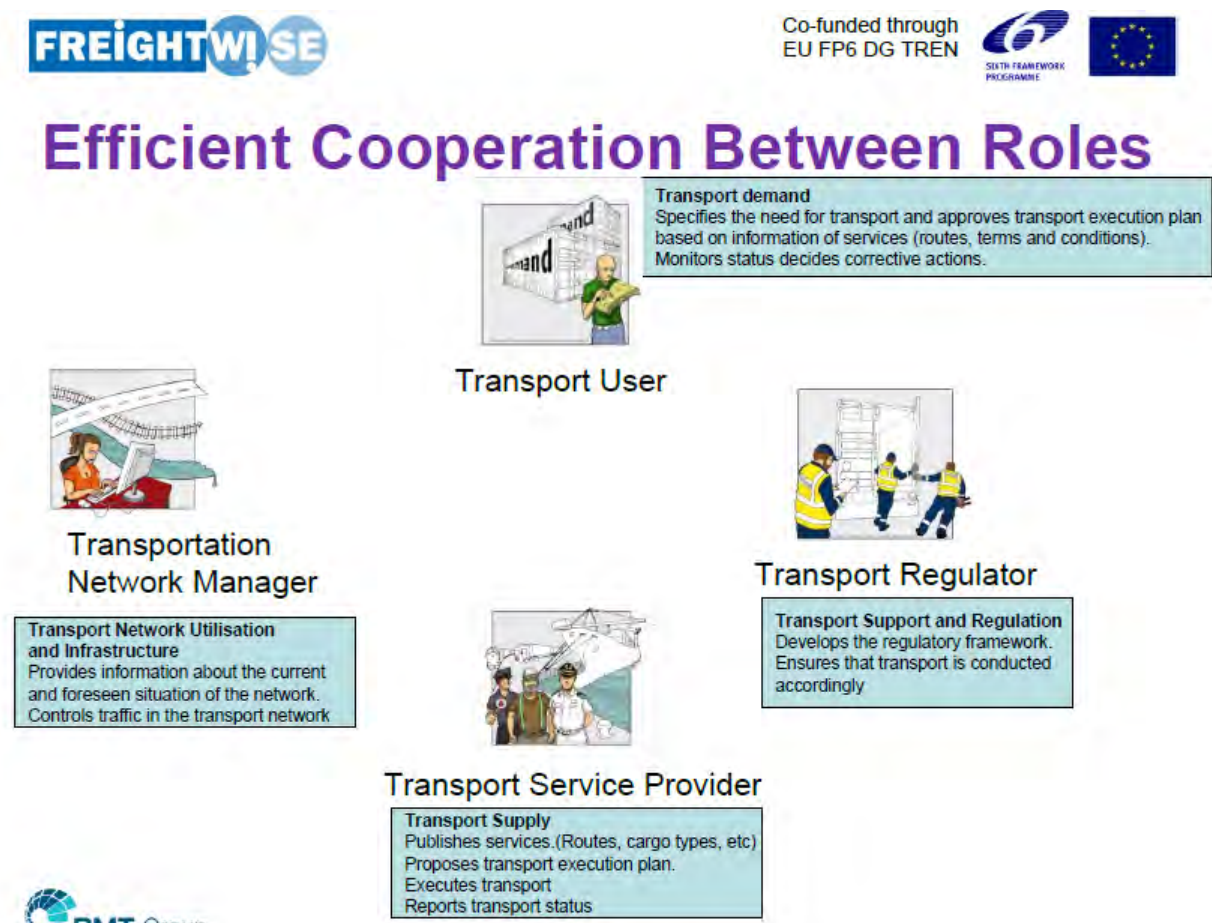 FREIGHTWISE
Co-funded through
EU FP6 DG TREN
SIXTH FRAMEWORK
PROGRAMME
Efficient Cooperation Between Roles
Transport demand
Specifies the need for transport and approves transport execution plan
based on information of services (routes, terms and conditions).
Monitors status decides corrective actions.
mand
mand
Transport User
Transportation
Network Manager
Transport Regulator
Transport Network Utilisation
and Infrastructure
Provides information about the current
and foreseen situation of the network.
Controls traffic in the transport network
Transport Support and Regulation
Develops the regulatory framework.
Ensures that transport is conducted
accordingly
Transport Service Provider
Transport Supply
Publishes services.(Routes, cargo types, etc)
Proposes transport execution plan.
Executes transport
Reports transport status